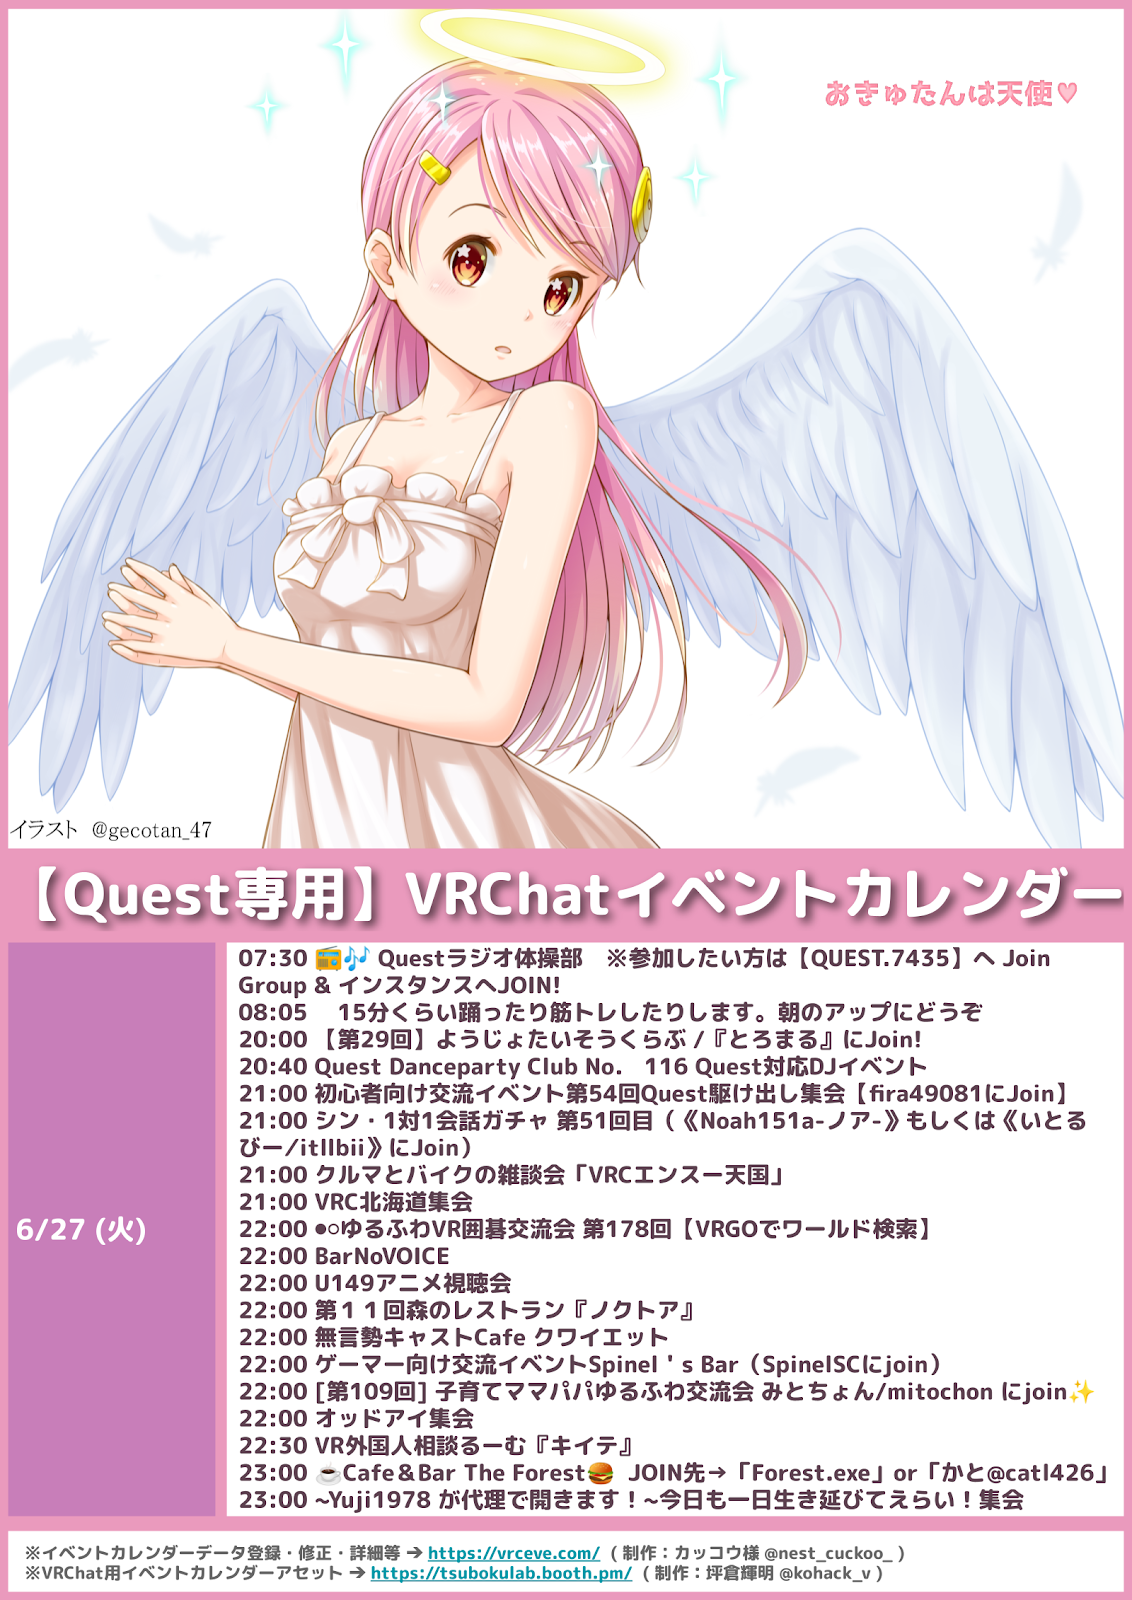 おきゅたんは天使♥
イラスト @gecotan_47
【Quest専用】VRChatイベントカレンダー
6/27 (火)
07:30 📻🎶 Questラジオ体操部　※参加したい方は【QUEST.7435】へ Join
Group & インスタンスへJOIN!
08:05　15分くらい踊ったり筋トレしたりします。朝のアップにどうぞ
20:00 【第29回】ようじょたいそうくらぶ /『とろまる』にJoin!
20:40 Quest Danceparty Club No.　116 Quest対応DJイベント
21:00 初心者向け交流イベント第54回Quest駆け出し集会【fira49081にJoin】
21:00 シン・1対1会話ガチャ 第51回目（《Noah151a-ノア-》もしくは《いとる
びー/itllbii》にJoin）
21:00 クルマとバイクの雑談会「VRCエンスー天国」
21:00 VRC北海道集会
22:00 ●○ゆるふわVR囲碁交流会 第178回【VRGOでワールド検索】
22:00 BarNoVOICE
22:00 U149アニメ視聴会
22:00 第１１回森のレストラン『ノクトア』
22:00 無言勢キャストCafe クワイエット
22:00 ゲーマー向け交流イベントSpinel＇s Bar（SpinelSCにjoin）
22:00 [第109回] 子育てママパパゆるふわ交流会 みとちょん/mitochon にjoin✨
22:00 オッドアイ集会
22:30 VR外国人相談るーむ『キイテ』
23:00 ☕Cafe＆Bar The Forest🍔 JOIN先→「Forest.exe」or「かと@catl426」
23:00 ~Yuji1978 が代理で開きます！~今日も一日生き延びてえらい！集会
※イベントカレンダーデータ登録・修正・詳細等 ➔ https://vrceve.com/ （ 制作：カッコウ様 @nest_cuckoo_ ）
※VRChat用イベントカレンダーアセット ➔ https://tsubokulab.booth.pm/ （ 制作：坪倉輝明 @kohack_v ）